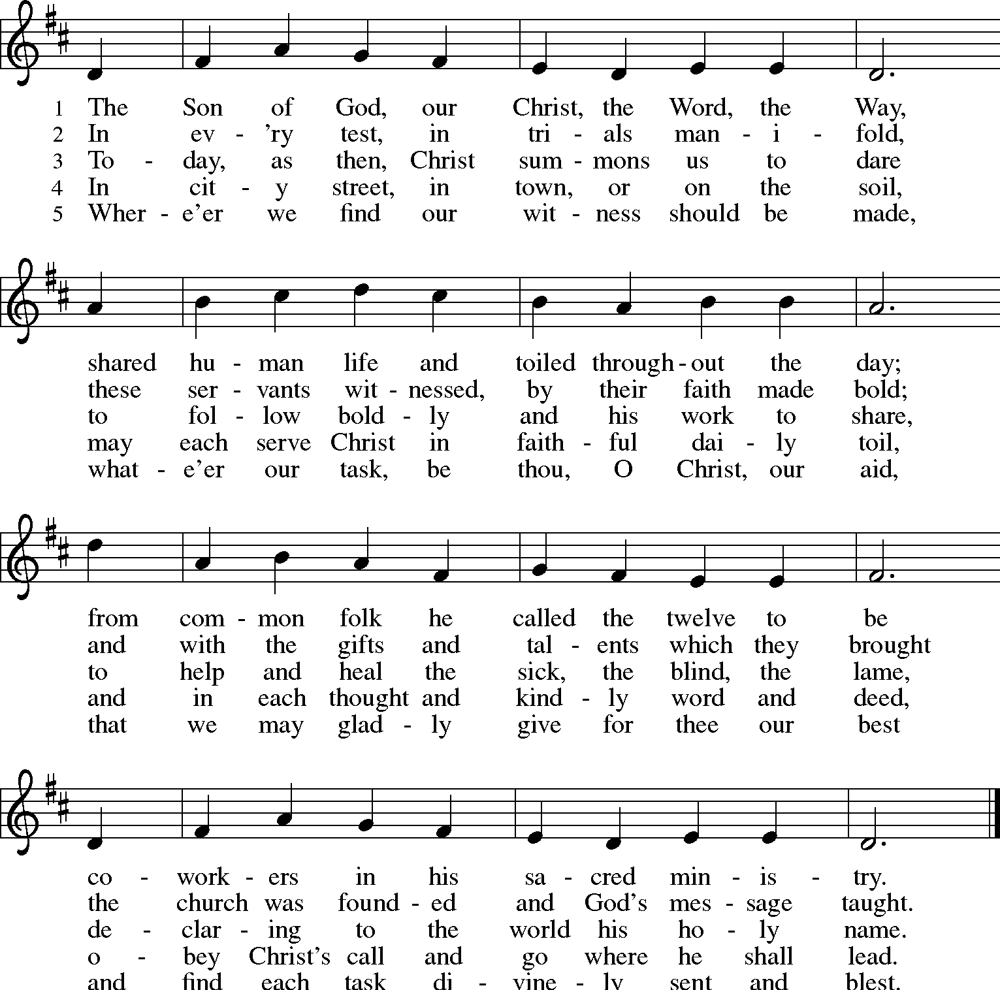 1 The Son of God, our Christ, the Word, the Way,
2 In ev - 'ry test, in tri - als man - i - fold,
3 To - day, as then, Christ sum - mons us to dare
4 In cit - y street, in town, or on the soil,
5 Wher - e'er we find our wit - ness should be made,
shared hu - man life and toiled through - out the day;
these ser - vants wit - nessed, by their faith made bold;
to fol - low bold - ly and his work to share,
may each serve Christ in faith - ful dai - ly toil,
what - e'er our task, be thou, O Christ, our aid,
from com - mon folk he called the twelve to be
and with the gifts and tal - ents which they brought
to help and heal the sick, the blind, the lame,
and in each thought and kind - ly word and deed,
that we may glad - ly give for thee our best
co - work - ers in his sa - cred min - is - try.
the church was found - ed and God's mes - sage taught.
de - clar - ing to the world his ho - ly name.
o - bey Christ's call and go where he shall lead.
and find each task di - vine - ly sent and blest.